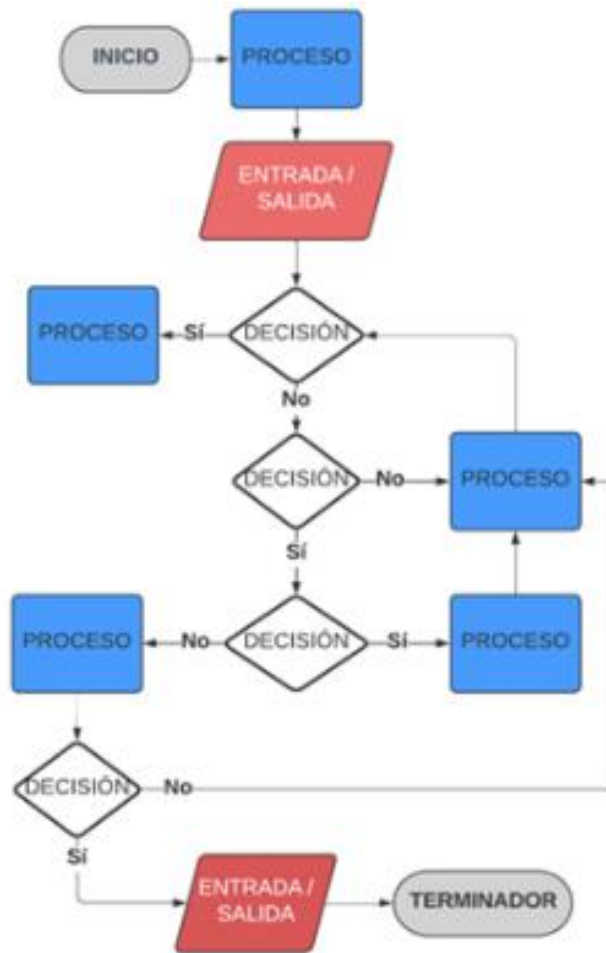 INICIO
PROCESO
ENTRADA /
SALIDA
PROCESO
Sí
DECISIÓN
No
DECISIÓN
No
PROCESO
Sí
PROCESO
No
DECISIÓN
Sí
PROCESO
DECISIÓN
No
Sí
ENTRADA /
SALIDA
TERMINADOR